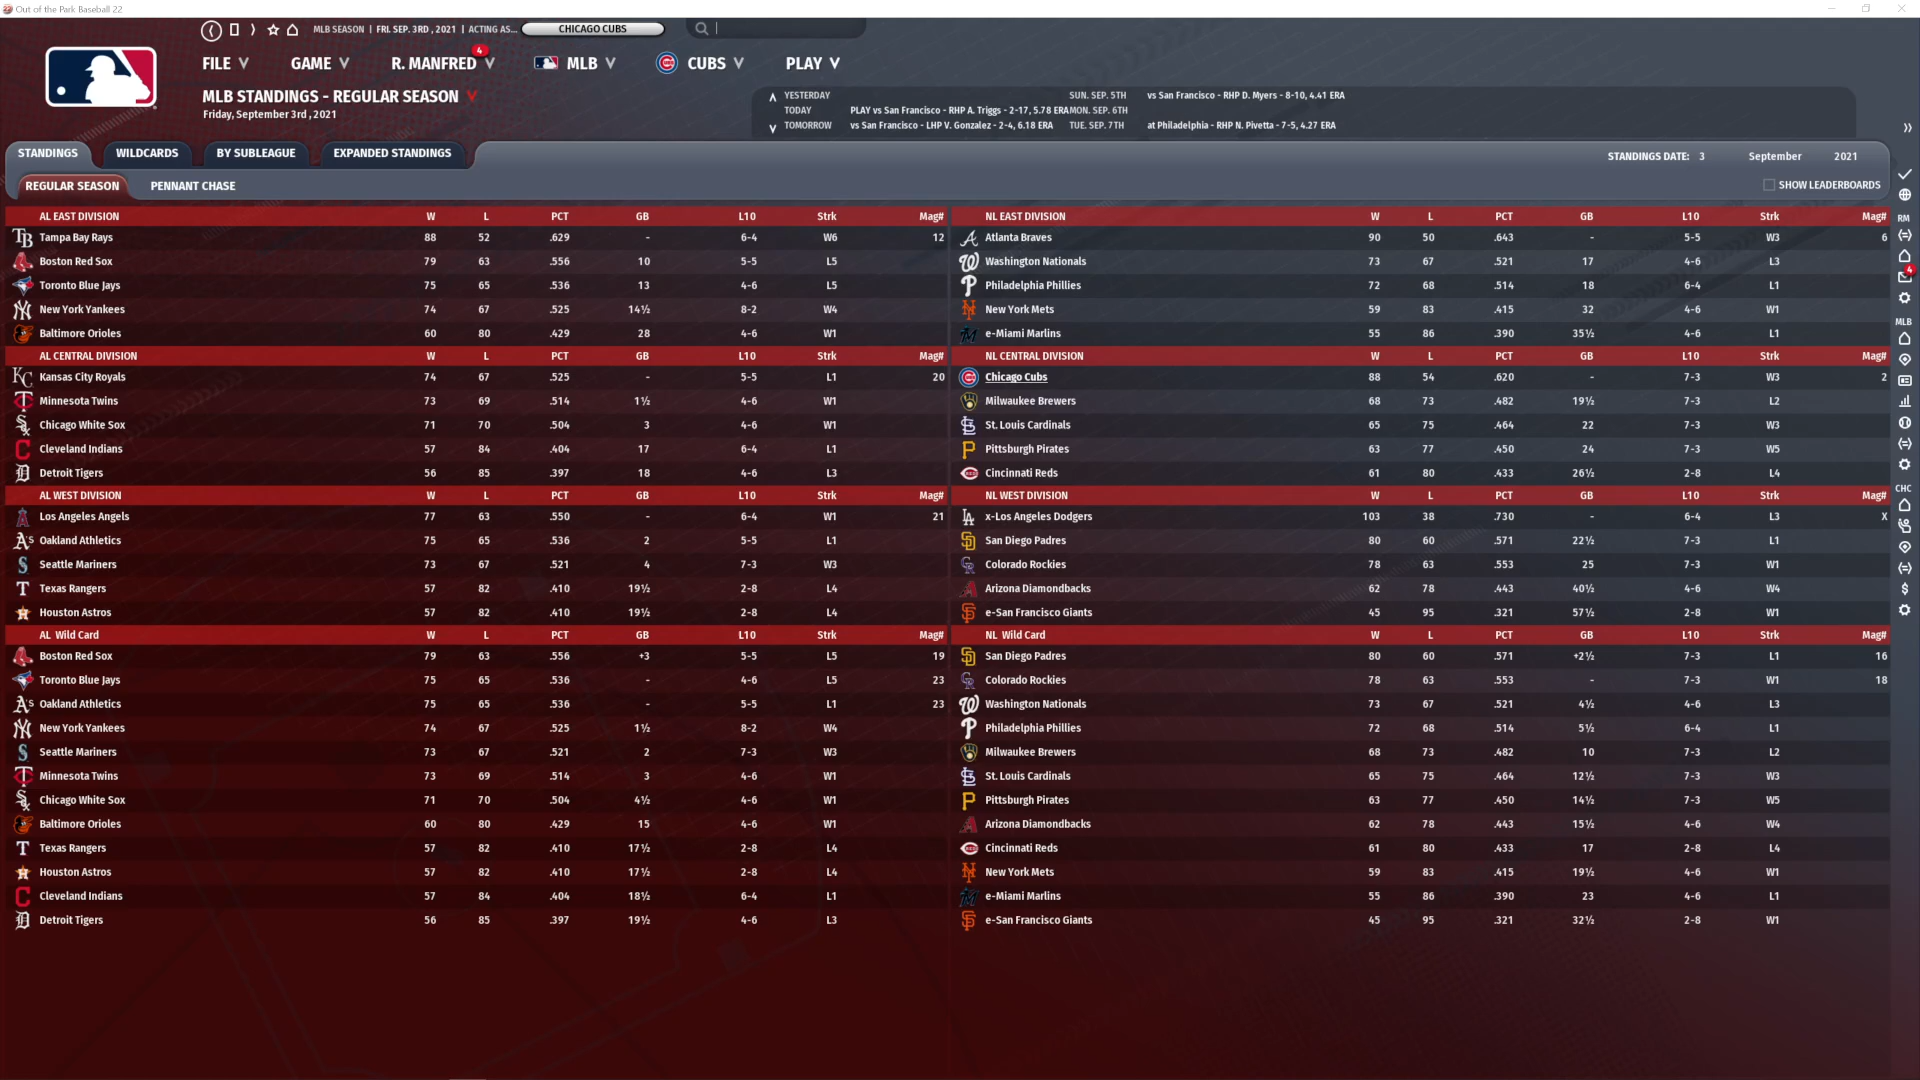 Out of the Park Baseball 22
MLB SEASON | FRI. SEP. 3RD , 2021 | ACTING AS... CHICAGO CUBS
FILE GAME R. MANFRED 4 MLB CUBS PLAY
MLB STANDINGS - REGULAR SEASON
Friday, September 3rd , 2021
YESTERDAY SUN. SEP. 5TH vs San Francisco - RHP D. Myers - 8-10, 4.41 ERA
TODAY PLAY vs San Francisco - RHP A. Triggs - 2-17, 5.78 ERA MON. SEP. 6TH
TOMORROW vs San Francisco - LHP V. Gonzalez - 2-4, 6.18 ERA TUE. SEP. 7TH at Philadelphia - RHP N. Pivetta - 7-5, 4.27 ERA
STANDINGS WILDCARDS BY SUBLEAGUE EXPANDED STANDINGS STANDINGS DATE: 3 September 2021
REGULAR SEASON PENNANT CHASE SHOW LEADERBOARDS
AL EAST DIVISION W L PCT GB L10 Strk Mag#
Tampa Bay Rays 88 52 .629 - 6-4 W6 12
Boston Red Sox 79 63 .556 10 5-5 L5
Toronto Blue Jays 75 65 .536 13 4-6 L5
New York Yankees 74 67 .525 14½ 8-2 W4
Baltimore Orioles 60 80 .429 28 4-6 W1
AL CENTRAL DIVISION W L PCT GB L10 Strk Mag#
Kansas City Royals 74 67 .525 - 5-5 L1 20
Minnesota Twins 73 69 .514 1½ 4-6 W1
Chicago White Sox 71 70 .504 3 4-6 W1
Cleveland Indians 57 84 .404 17 6-4 L1
Detroit Tigers 56 85 .397 18 4-6 L3
AL WEST DIVISION W L PCT GB L10 Strk Mag#
Los Angeles Angels 77 63 .550 - 6-4 W1 21
Oakland Athletics 75 65 .536 2 5-5 L1
Seattle Mariners 73 67 .521 4 7-3 W3
Texas Rangers 57 82 .410 19½ 2-8 L4
Houston Astros 57 82 .410 19½ 2-8 L4
AL Wild Card W L PCT GB L10 Strk Mag#
Boston Red Sox 79 63 .556 +3 5-5 L5 19
Toronto Blue Jays 75 65 .536 - 4-6 L5 23
Oakland Athletics 75 65 .536 - 5-5 L1 23
New York Yankees 74 67 .525 1½ 8-2 W4
Seattle Mariners 73 67 .521 2 7-3 W3
Minnesota Twins 73 69 .514 3 4-6 W1
Chicago White Sox 71 70 .504 4½ 4-6 W1
Baltimore Orioles 60 80 .429 15 4-6 W1
Texas Rangers 57 82 .410 17½ 2-8 L4
Houston Astros 57 82 .410 17½ 2-8 L4
Cleveland Indians 57 84 .404 18½ 6-4 L1
Detroit Tigers 56 85 .397 19½ 4-6 L3
NL EAST DIVISION W L PCT GB L10 Strk Mag#
Atlanta Braves 90 50 .643 - 5-5 W3 6
Washington Nationals 73 67 .521 17 4-6 L3
Philadelphia Phillies 72 68 .514 18 6-4 L1
New York Mets 59 83 .415 32 4-6 W1
e-Miami Marlins 55 86 .390 35½ 4-6 L1
NL CENTRAL DIVISION W L PCT GB L10 Strk Mag#
Chicago Cubs 88 54 .620 - 7-3 W3 2
Milwaukee Brewers 68 73 .482 19½ 7-3 L2
St. Louis Cardinals 65 75 .464 22 7-3 W3
Pittsburgh Pirates 63 77 .450 24 7-3 W5
Cincinnati Reds 61 80 .433 26½ 2-8 L4
NL WEST DIVISION W L PCT GB L10 Strk Mag#
x-Los Angeles Dodgers 103 38 .730 - 6-4 L3 X
San Diego Padres 80 60 .571 22½ 7-3 L1
Colorado Rockies 78 63 .553 25 7-3 W1
Arizona Diamondbacks 62 78 .443 40½ 4-6 W4
e-San Francisco Giants 45 95 .321 57½ 2-8 W1
NL Wild Card W L PCT GB L10 Strk Mag#
San Diego Padres 80 60 .571 +2½ 7-3 L1 16
Colorado Rockies 78 63 .553 - 7-3 W1 18
Washington Nationals 73 67 .521 4½ 4-6 L3
Philadelphia Phillies 72 68 .514 5½ 6-4 L1
Milwaukee Brewers 68 73 .482 10 7-3 L2
St. Louis Cardinals 65 75 .464 12½ 7-3 W3
Pittsburgh Pirates 63 77 .450 14½ 7-3 W5
Arizona Diamondbacks 62 78 .443 15½ 4-6 W4
Cincinnati Reds 61 80 .433 17 2-8 L4
New York Mets 59 83 .415 19½ 4-6 W1
e-Miami Marlins 55 86 .390 23 4-6 L1
e-San Francisco Giants 45 95 .321 32½ 2-8 W1
RM
4
MLB
CHC
$